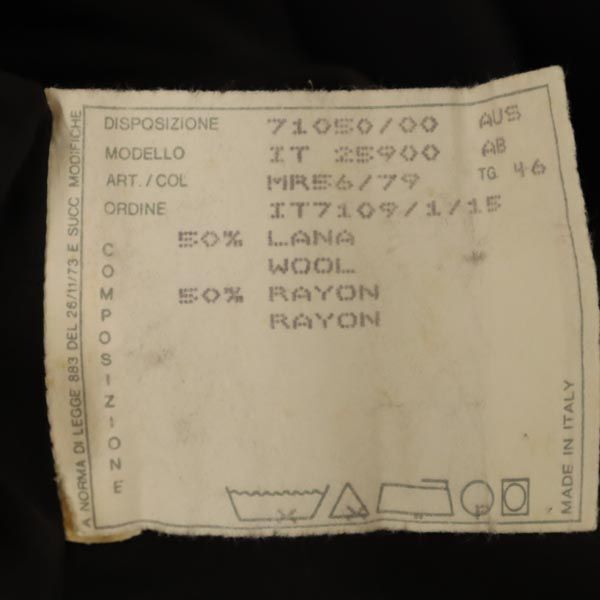 DISPOSIZIONE 71050/00 AUS
MODELLO IT 25900 AB
ART./COL MRE6/79 TG. 46
ORDINE IT7109/1/15
COMPOSIZIONE
50% LANA
WOOL
50% RAYON
RAYON
A NORMA DI LEGGE 883 DEL 26/11/73 E SUCC MODIFICHE
MADE IN ITALY
P